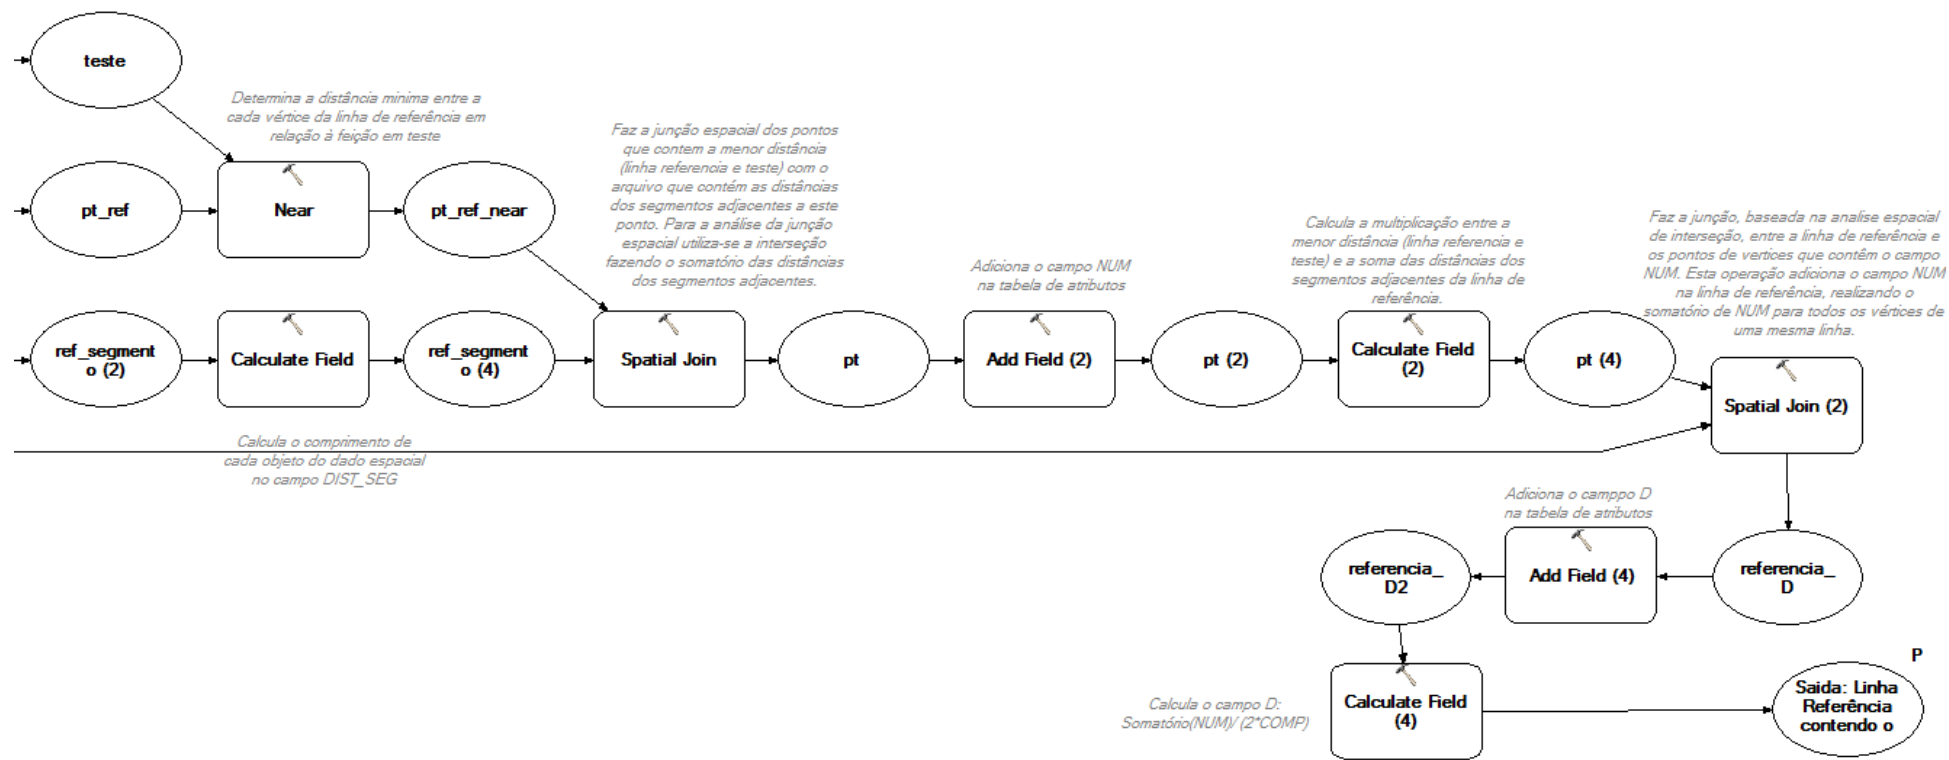 teste
Determina a distância minima entre a
cada vértice da linha de referência em
relação à feição em teste
pt_ref
Near
pt_ref_near
Faz a junção espacial dos pontos
que contem a menor distância
(linha referencia e teste) com o
arquivo que contém as distâncias
dos segmentos adjacentes a este
ponto. Para a análise da junção
espacial utiliza-se a interseção
fazendo o somatório das distâncias
dos segmentos adjacentes.
ref_segment
o (2)
Calculate Field
ref_segment
o (4)
Spatial Join
pt
Adiciona o campo NUM
na tabela de atributos
Add Field (2)
pt (2)
Calcula a multiplicação entre a
menor distância (linha referencia e
teste) e a soma das distâncias dos
segmentos adjacentes da linha de
referência.
Calculate Field
(2)
pt (4)
Faz a junção, baseada na analise espacial
de interseção, entre a linha de referência e
os pontos de vertices que contêm o campo
NUM. Esta operação adiciona o campo NUM
na linha de referência, realizando o
somatório de NUM para todos os vértices de
uma mesma linha.
Spatial Join (2)
Calcula o comprimento de
cada objeto do dado espacial
no campo DIST_SEG
Adiciona o camppo D
na tabela de atributos
referencia_
D2
Add Field (4)
referencia_
D
Calcula o campo D:
Somatório(NUM)/ (2*COMP)
Calculate Field
(4)
P
Saida: Linha
Referência
contendo o